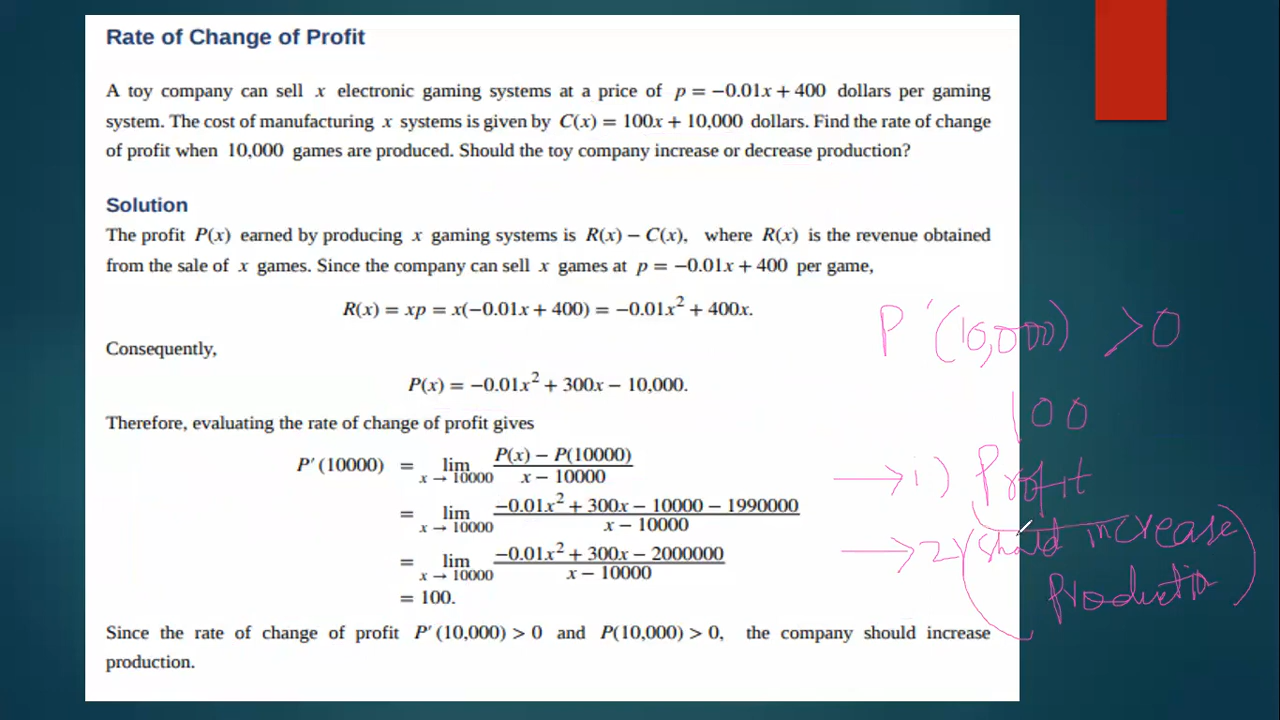 Rate of Change of Profit
A toy company can sell x electronic gaming systems at a price of p = −0.01x + 400 dollars per gaming
system. The cost of manufacturing x systems is given by C(x) = 100x + 10,000 dollars. Find the rate of change
of profit when 10,000 games are produced. Should the toy company increase or decrease production?
Solution
The profit P(x) earned by producing x gaming systems is R(x) − C(x), where R(x) is the revenue obtained
from the sale of x games. Since the company can sell x games at p = −0.01x + 400 per game,
R(x) = xp = x(−0.01x + 400) = −0.01x² + 400x.
Consequently,
P(x) = −0.01x² + 300x − 10,000.
Therefore, evaluating the rate of change of profit gives
P′(10000) = lim x → 10000 P(x) − P(10000) / x − 10000
= lim x → 10000 −0.01x² + 300x − 10000 − 1990000 / x − 10000
= lim x → 10000 −0.01x² + 300x − 2000000 / x − 10000
= 100.
Since the rate of change of profit P′(10,000) > 0 and P(10,000) > 0, the company should increase
production.
P′(10,000) > 0
100
→ 1) Profit
→ 2) (should increase
production)